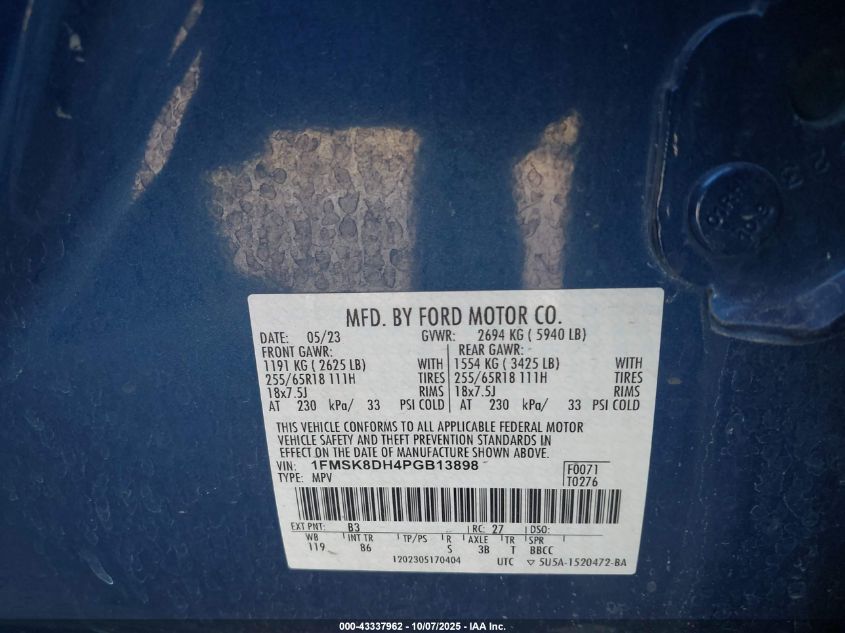 MFD. BY FORD MOTOR CO.
DATE: 05/23 GVWR: 2694 KG ( 5940 LB)
FRONT GAWR: REAR GAWR:
1191 KG ( 2625 LB) WITH 1554 KG ( 3425 LB) WITH
255/65R18 111H TIRES 255/65R18 111H TIRES
18x7.5J RIMS 18x7.5J RIMS
AT 230 kPa/ 33 PSI COLD AT 230 kPa/ 33 PSI COLD
THIS VEHICLE CONFORMS TO ALL APPLICABLE FEDERAL MOTOR
VEHICLE SAFETY AND THEFT PREVENTION STANDARDS IN
EFFECT ON THE DATE OF MANUFACTURE SHOWN ABOVE.
VIN: 1FMSK8DH4PGB13898 F0071
TYPE: MPV T0276
EXT PNT: B3 RC: 27 DSO:
WB INT TR TP/PS R AXLE TR SPR
119 86 S 3B T 8BCC
1202305170404 UTC ▽ 5U5A-1520472-BA
000-43337962 - 10/07/2025 - IAA Inc.